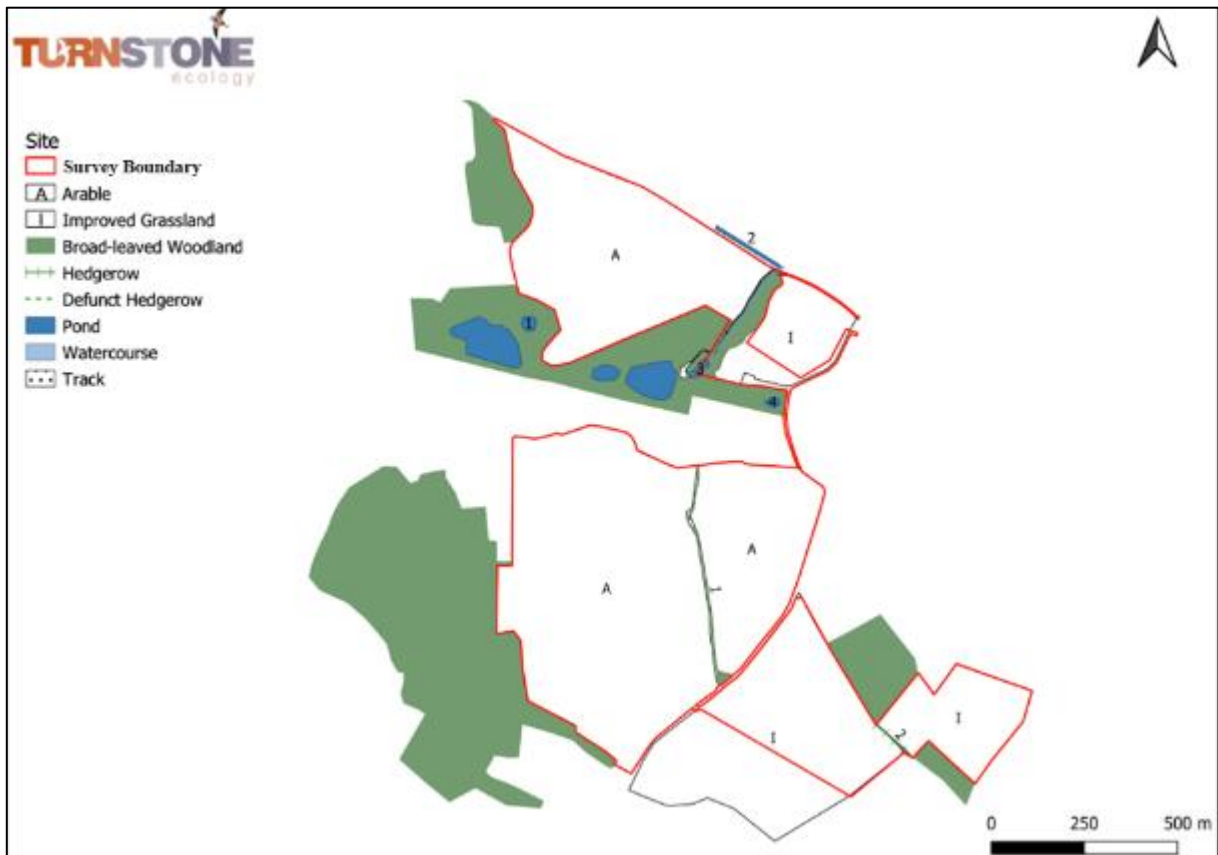 TURNSTONE
ecology
Site
Survey Boundary
A Arable
I Improved Grassland
Broad-leaved Woodland
Hedgerow
Defunct Hedgerow
Pond
Watercourse
Track
2
A
I
1
3
4
A
A
1
I
I
2
0 250 500 m